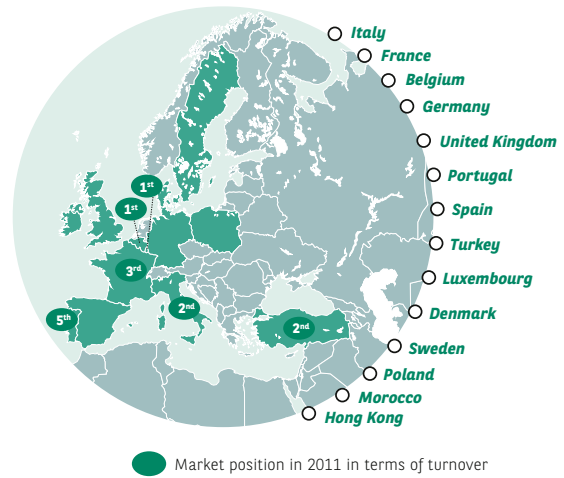 Italy
France
Belgium
Germany
United Kingdom
Portugal
Spain
Turkey
Luxembourg
Denmark
Sweden
Poland
Morocco
Hong Kong
1st
1st
3rd
2nd
5th
2nd
Market position in 2011 in terms of turnover